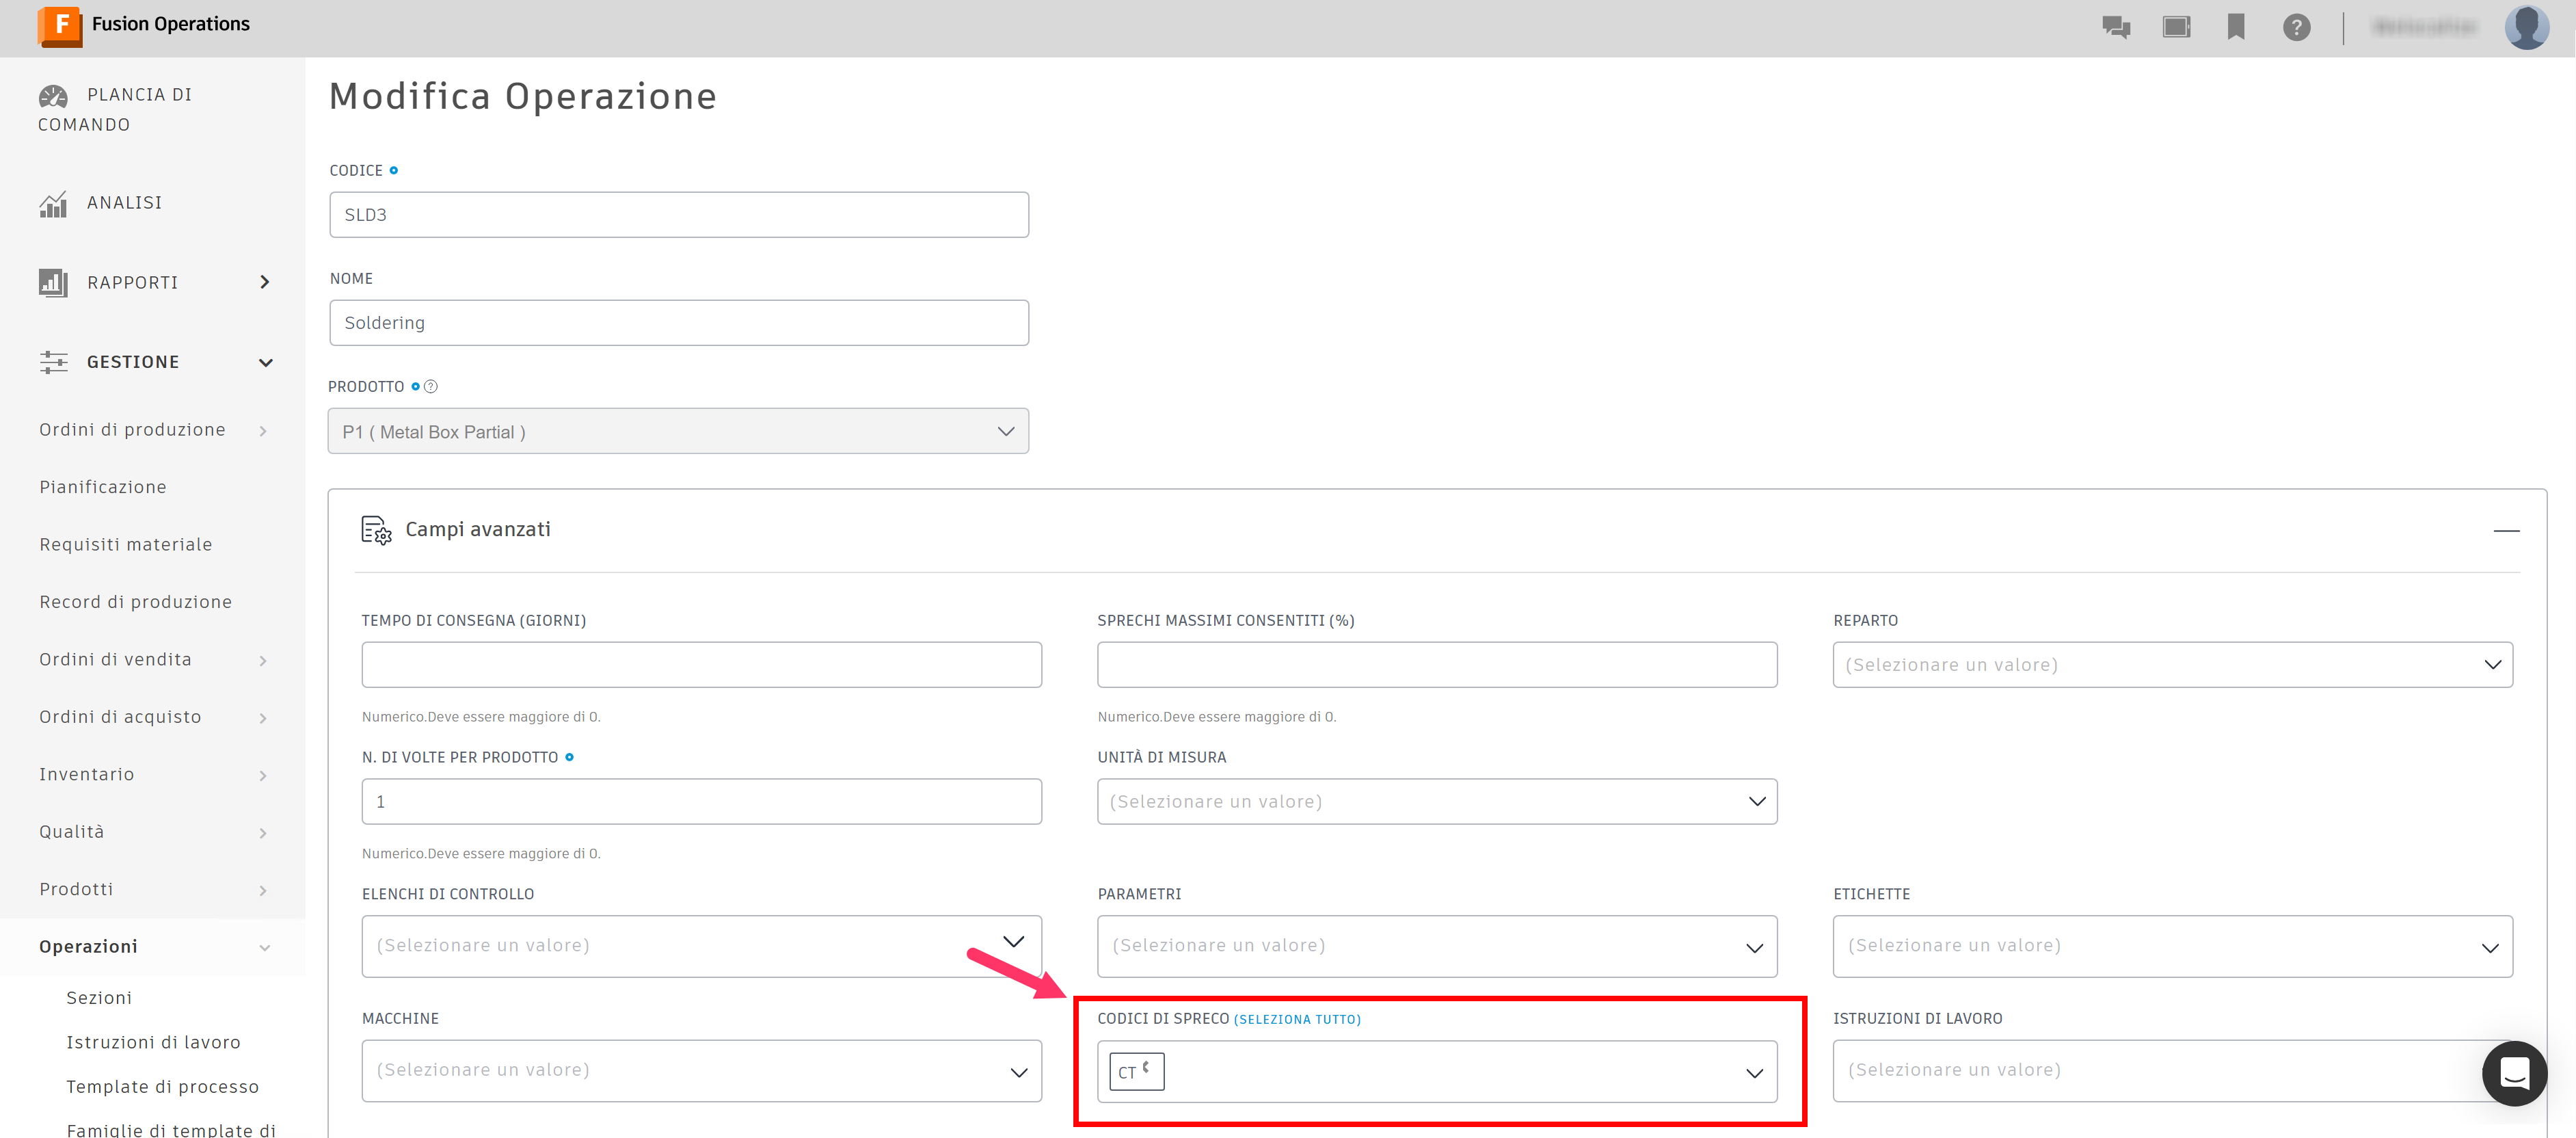 F Fusion Operations
?
PLANCIA DI
COMANDO
ANALISI
RAPPORTI
GESTIONE
Ordini di produzione
Pianificazione
Requisiti materiale
Record di produzione
Ordini di vendita
Ordini di acquisto
Inventario
Qualità
Prodotti
Operazioni
Sezioni
Istruzioni di lavoro
Template di processo
Famiglie di template di
Modifica Operazione
CODICE
SLD3
NOME
Soldering
PRODOTTO ?
P1 ( Metal Box Partial )
Campi avanzati
TEMPO DI CONSEGNA (GIORNI) SPRECHI MASSIMI CONSENTITI (%) REPARTO
(Selezionare un valore)
Numerico.Deve essere maggiore di 0. Numerico.Deve essere maggiore di 0.
N. DI VOLTE PER PRODOTTO UNITÀ DI MISURA
1 (Selezionare un valore)
Numerico.Deve essere maggiore di 0.
ELENCHI DI CONTROLLO PARAMETRI ETICHETTE
(Selezionare un valore) (Selezionare un valore) (Selezionare un valore)
MACCHINE CODICI DI SPRECO (SELEZIONA TUTTO) ISTRUZIONI DI LAVORO
(Selezionare un valore) CT (Selezionare un valore)